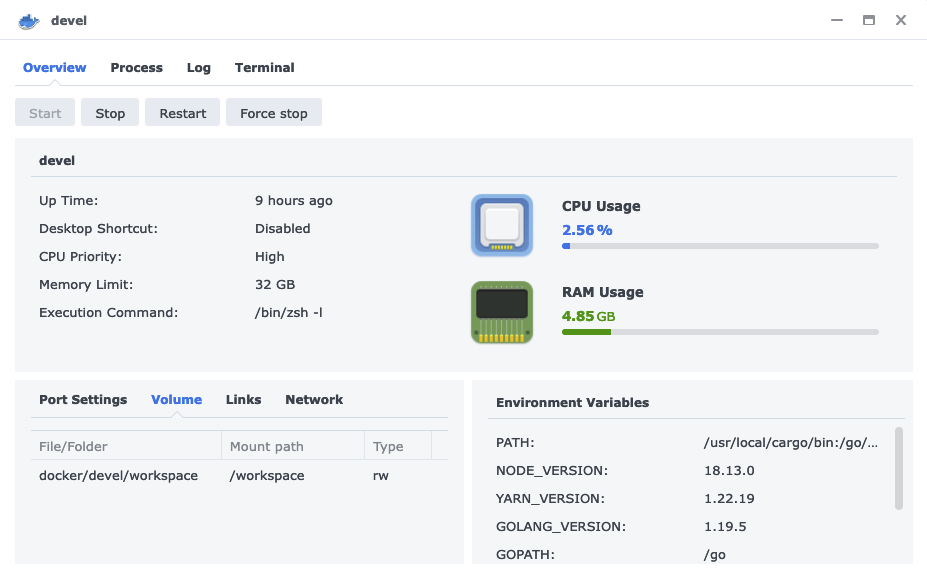 devel
Overview Process Log Terminal
Start Stop Restart Force stop
devel
Up Time: 9 hours ago
Desktop Shortcut: Disabled
CPU Priority: High
Memory Limit: 32 GB
Execution Command: /bin/zsh -l
CPU Usage
2.56%
RAM Usage
4.85 GB
Port Settings Volume Links Network
File/Folder Mount path Type
docker/devel/workspace /workspace rw
Environment Variables
PATH: /usr/local/cargo/bin:/go/...
NODE_VERSION: 18.13.0
YARN_VERSION: 1.22.19
GOLANG_VERSION: 1.19.5
GOPATH: /go